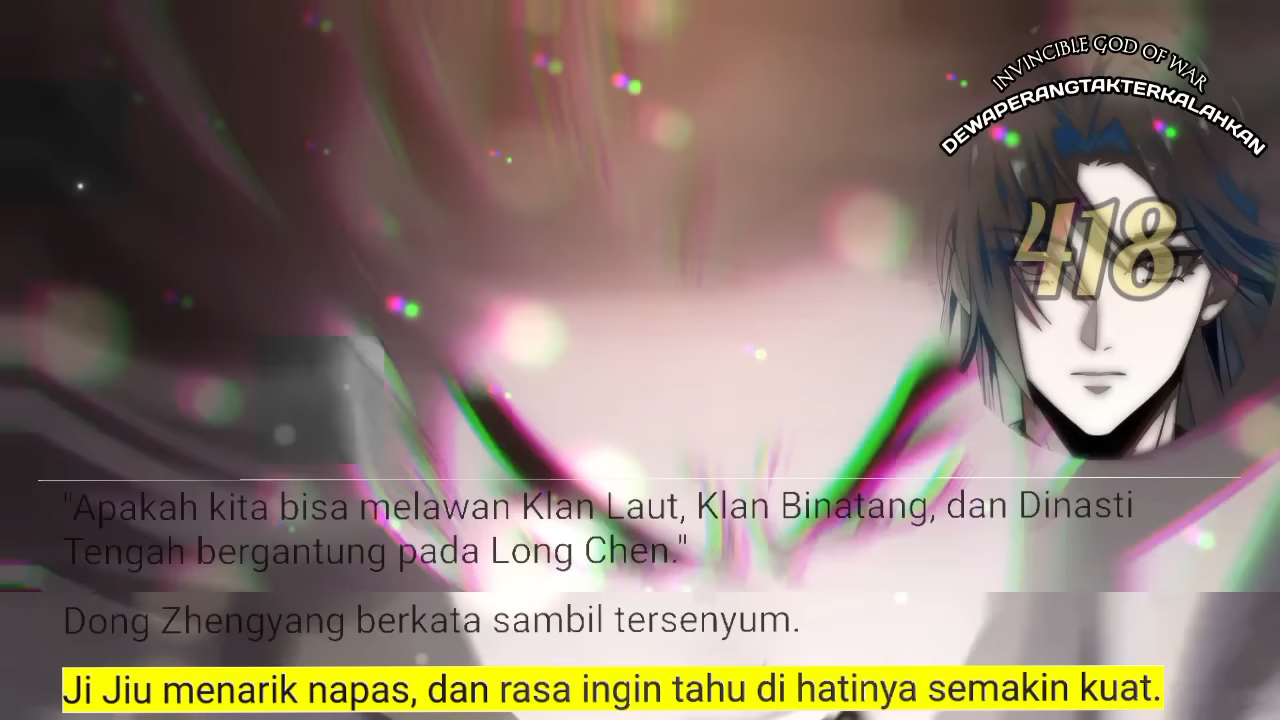 INVINCIBLE GOD OF WAR
DEWAPERANGTAKTERKALAHKAN
418
"Apakah kita bisa melawan Klan Laut, Klan Binatang, dan Dinasti
Tengah bergantung pada Long Chen."
Dong Zhengyang berkata sambil tersenyum.
Ji Jiu menarik napas, dan rasa ingin tahu di hatinya semakin kuat.